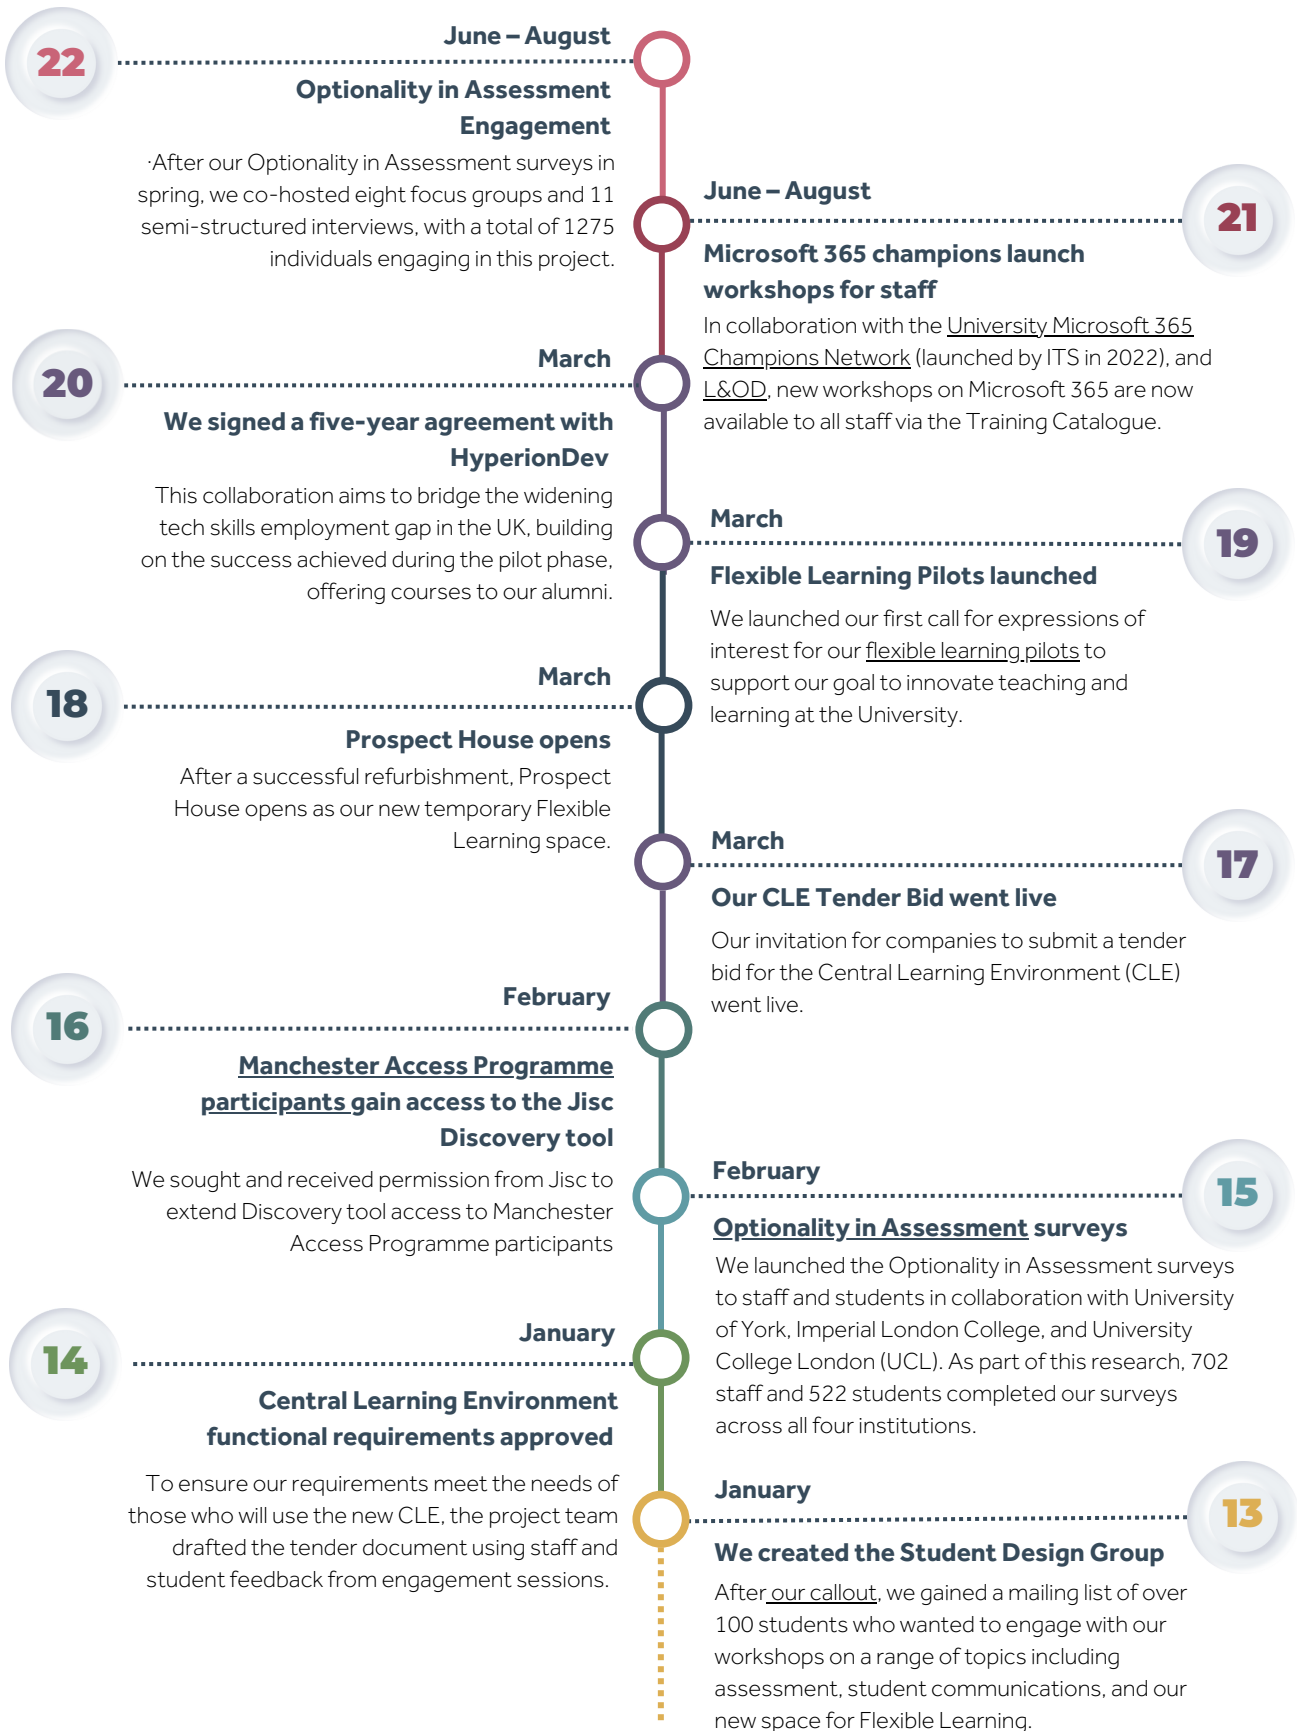 22
June – August
Optionality in Assessment
Engagement
·After our Optionality in Assessment surveys in
spring, we co-hosted eight focus groups and 11
semi-structured interviews, with a total of 1275
individuals engaging in this project.
21
June – August
Microsoft 365 champions launch
workshops for staff
In collaboration with the University Microsoft 365
Champions Network (launched by ITS in 2022), and
L&OD, new workshops on Microsoft 365 are now
available to all staff via the Training Catalogue.
20
March
We signed a five-year agreement with
HyperionDev
This collaboration aims to bridge the widening
tech skills employment gap in the UK, building
on the success achieved during the pilot phase,
offering courses to our alumni.
19
March
Flexible Learning Pilots launched
We launched our first call for expressions of
interest for our flexible learning pilots to
support our goal to innovate teaching and
learning at the University.
18
March
Prospect House opens
After a successful refurbishment, Prospect
House opens as our new temporary Flexible
Learning space.
17
March
Our CLE Tender Bid went live
Our invitation for companies to submit a tender
bid for the Central Learning Environment (CLE)
went live.
16
February
Manchester Access Programme
participants gain access to the Jisc
Discovery tool
We sought and received permission from Jisc to
extend Discovery tool access to Manchester
Access Programme participants
15
February
Optionality in Assessment surveys
We launched the Optionality in Assessment surveys
to staff and students in collaboration with University
of York, Imperial London College, and University
College London (UCL). As part of this research, 702
staff and 522 students completed our surveys
across all four institutions.
14
January
Central Learning Environment
functional requirements approved
To ensure our requirements meet the needs of
those who will use the new CLE, the project team
drafted the tender document using staff and
student feedback from engagement sessions.
13
January
We created the Student Design Group
After our callout, we gained a mailing list of over
100 students who wanted to engage with our
workshops on a range of topics including
assessment, student communications, and our
new space for Flexible Learning.